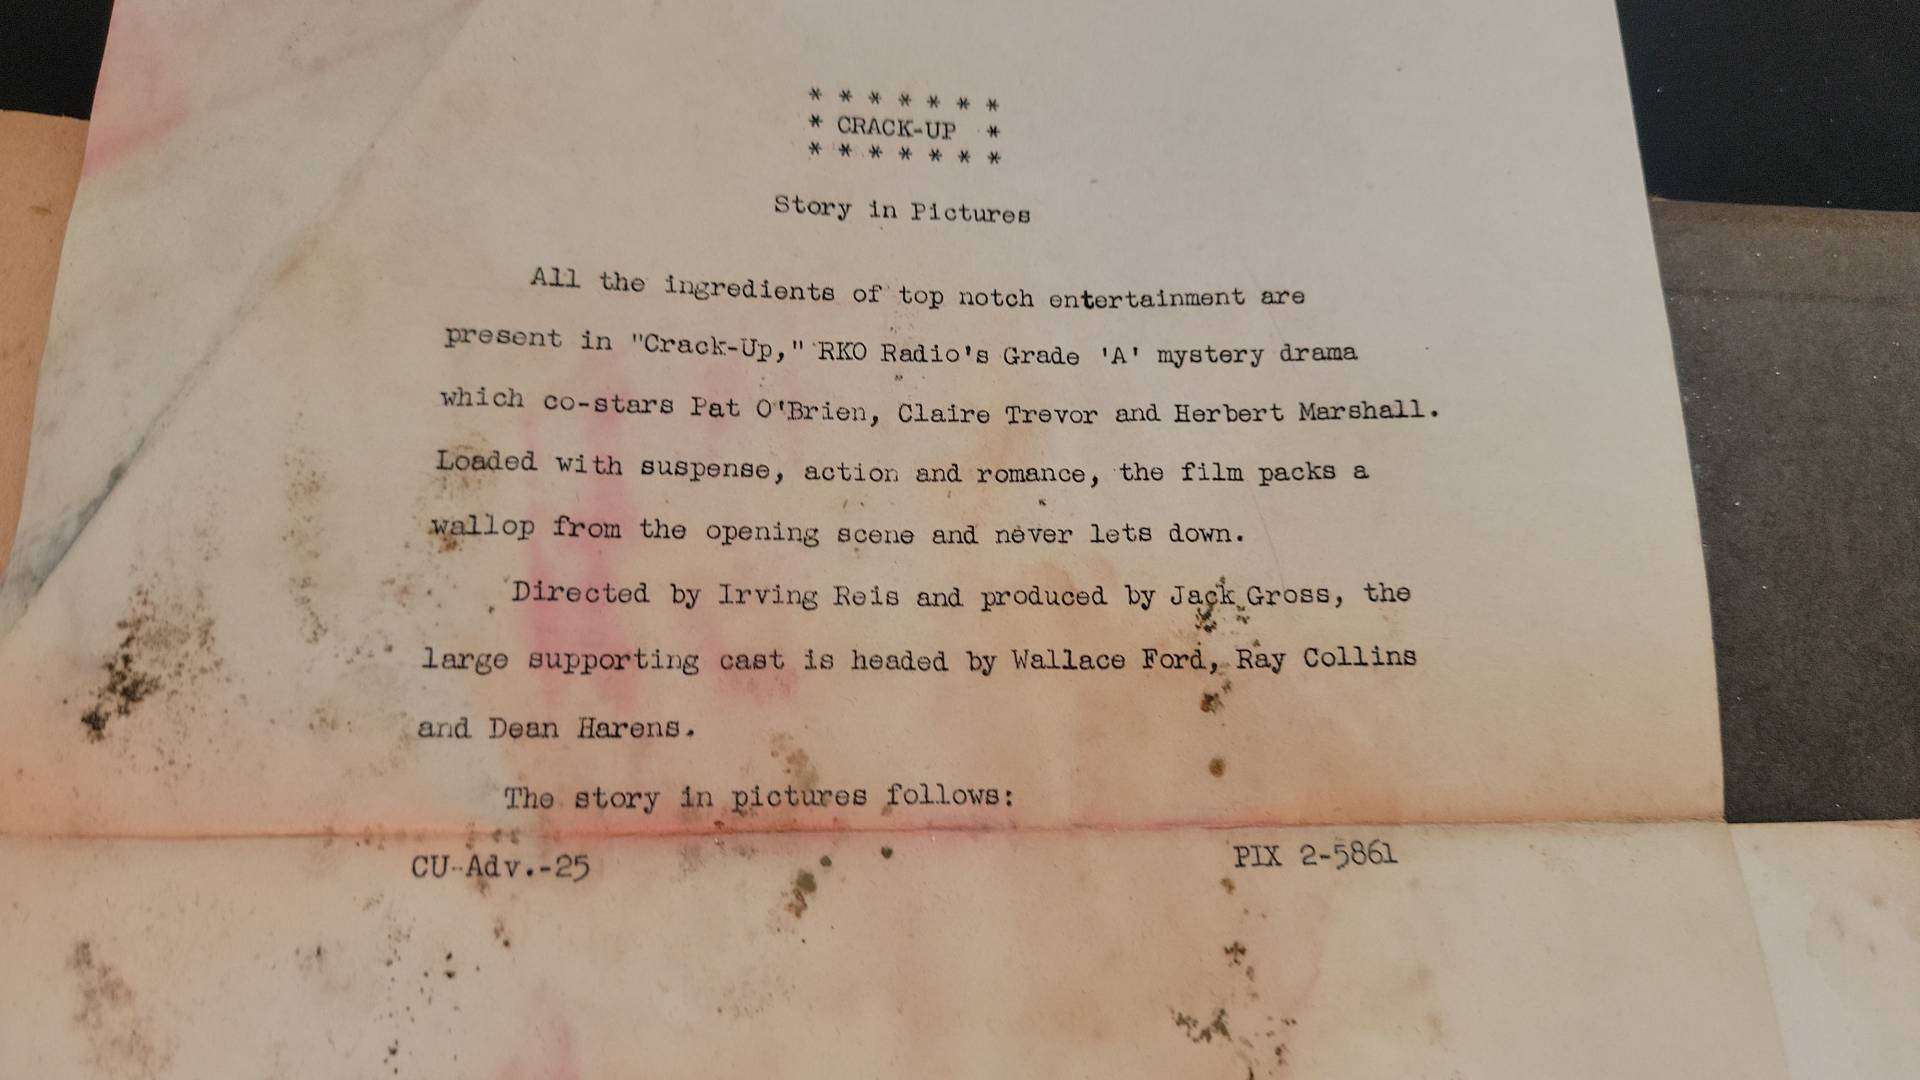 * * * * * * *
* CRACK-UP *
* * * * * * *
Story in Pictures
All the ingredients of top notch entertainment are
present in "Crack-Up," RKO Radio's Grade 'A' mystery drama
which co-stars Pat O'Brien, Claire Trevor and Herbert Marshall.
Loaded with suspense, action and romance, the film packs a
wallop from the opening scene and never lets down.
Directed by Irving Reis and produced by Jack Gross, the
large supporting cast is headed by Wallace Ford, Ray Collins
and Dean Harens.
The story in pictures follows:
CU-Adv.-25
PIX 2-5861